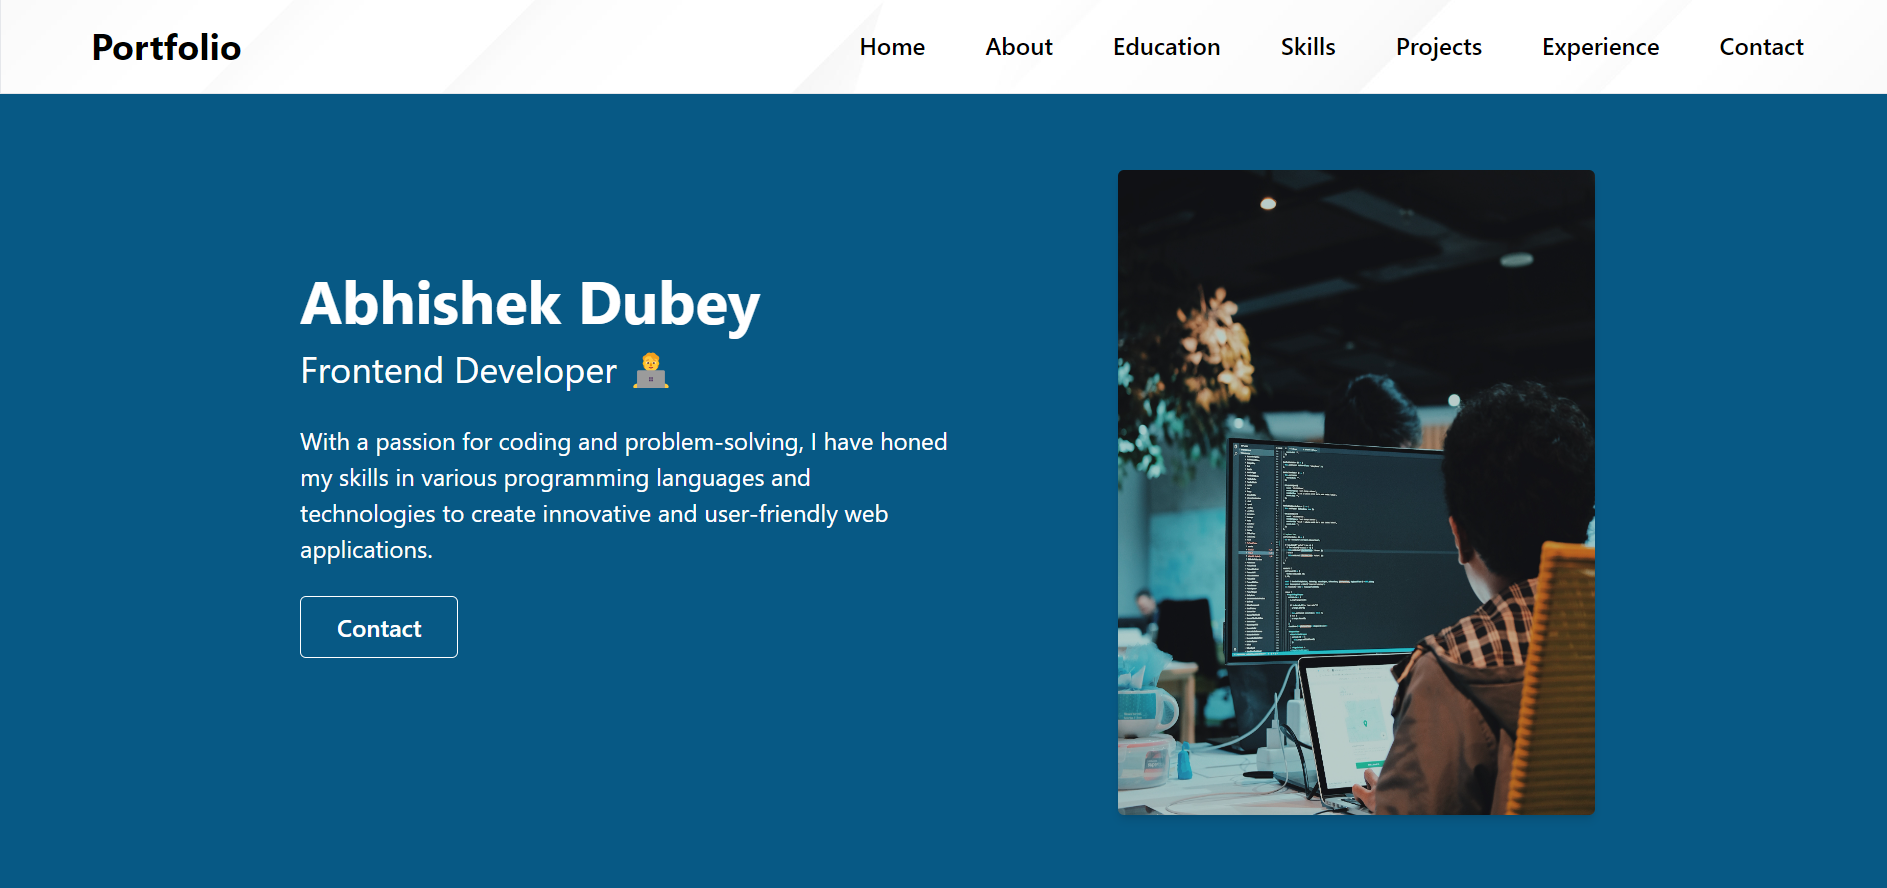 Portfolio
Home About Education Skills Projects Experience Contact
Abhishek Dubey
Frontend Developer 🧑‍💻
With a passion for coding and problem-solving, I have honed
my skills in various programming languages and
technologies to create innovative and user-friendly web
applications.
Contact